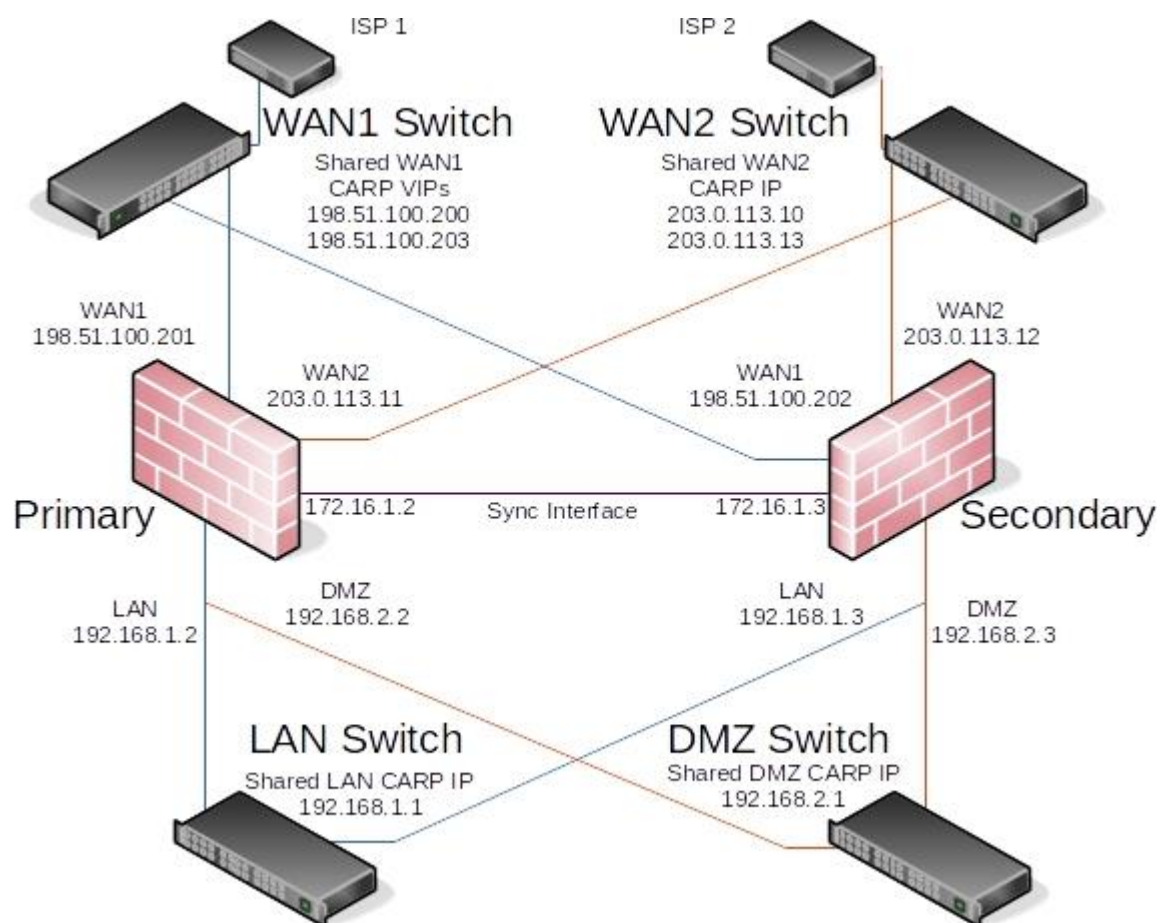 ISP 1
ISP 2
WAN1 Switch
Shared WAN1
CARP VIPs
198.51.100.200
198.51.100.203
WAN2 Switch
Shared WAN2
CARP IP
203.0.113.10
203.0.113.13
WAN1
198.51.100.201
WAN2
203.0.113.11
WAN1
198.51.100.202
WAN2
203.0.113.12
Primary
172.16.1.2
Sync Interface
172.16.1.3
Secondary
LAN
192.168.1.2
DMZ
192.168.2.2
LAN
192.168.1.3
DMZ
192.168.2.3
LAN Switch
Shared LAN CARP IP
192.168.1.1
DMZ Switch
Shared DMZ CARP IP
192.168.2.1